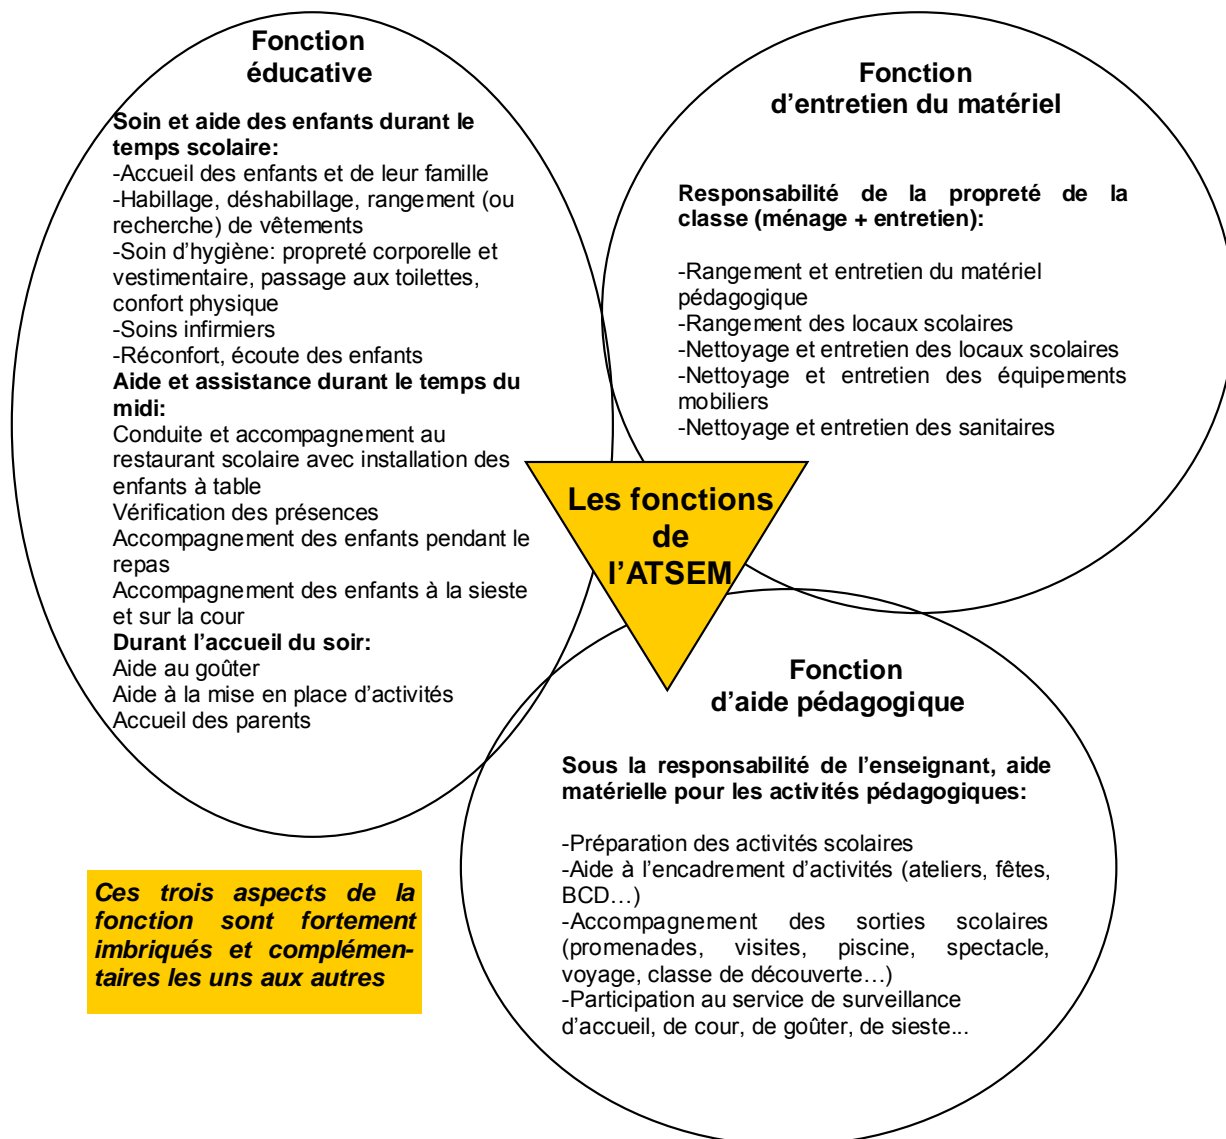 Fonction
éducative
Soin et aide des enfants durant le
temps scolaire:
-Accueil des enfants et de leur famille
-Habillage, déshabillage, rangement (ou
recherche) de vêtements
-Soin d’hygiène: propreté corporelle et
vestimentaire, passage aux toilettes,
confort physique
-Soins infirmiers
-Réconfort, écoute des enfants
Aide et assistance durant le temps du
midi:
Conduite et accompagnement au
restaurant scolaire avec installation des
enfants à table
Vérification des présences
Accompagnement des enfants pendant le
repas
Accompagnement des enfants à la sieste
et sur la cour
Durant l’accueil du soir:
Aide au goûter
Aide à la mise en place d’activités
Accueil des parents
Fonction
d’entretien du matériel
Responsabilité de la propreté de la
classe (ménage + entretien):
-Rangement et entretien du matériel
pédagogique
-Rangement des locaux scolaires
-Nettoyage et entretien des locaux scolaires
-Nettoyage et entretien des équipements
mobiliers
-Nettoyage et entretien des sanitaires
Les fonctions
de
l’ATSEM
Fonction
d’aide pédagogique
Sous la responsabilité de l’enseignant, aide
matérielle pour les activités pédagogiques:
-Préparation des activités scolaires
-Aide à l’encadrement d’activités (ateliers, fêtes,
BCD…)
-Accompagnement des sorties scolaires
(promenades, visites, piscine, spectacle,
voyage, classe de découverte…)
-Participation au service de surveillance
d’accueil, de cour, de goûter, de sieste...
Ces trois aspects de la
fonction sont fortement
imbriqués et complémen-
taires les uns aux autres